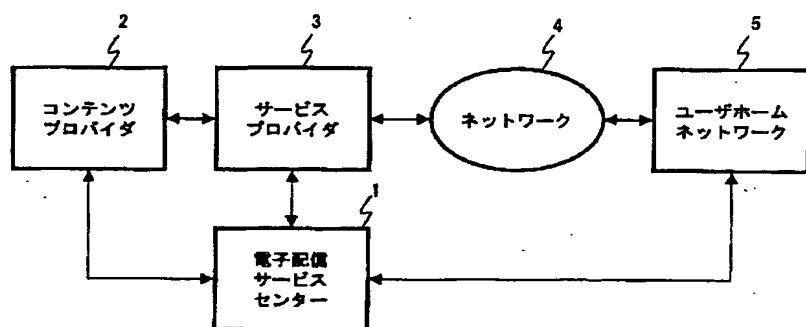 2
3
4
5
コンテンツ
プロバイダ
サービス
プロバイダ
ネットワーク
ユーザホーム
ネットワーク
1
電子配信
サービス
センター